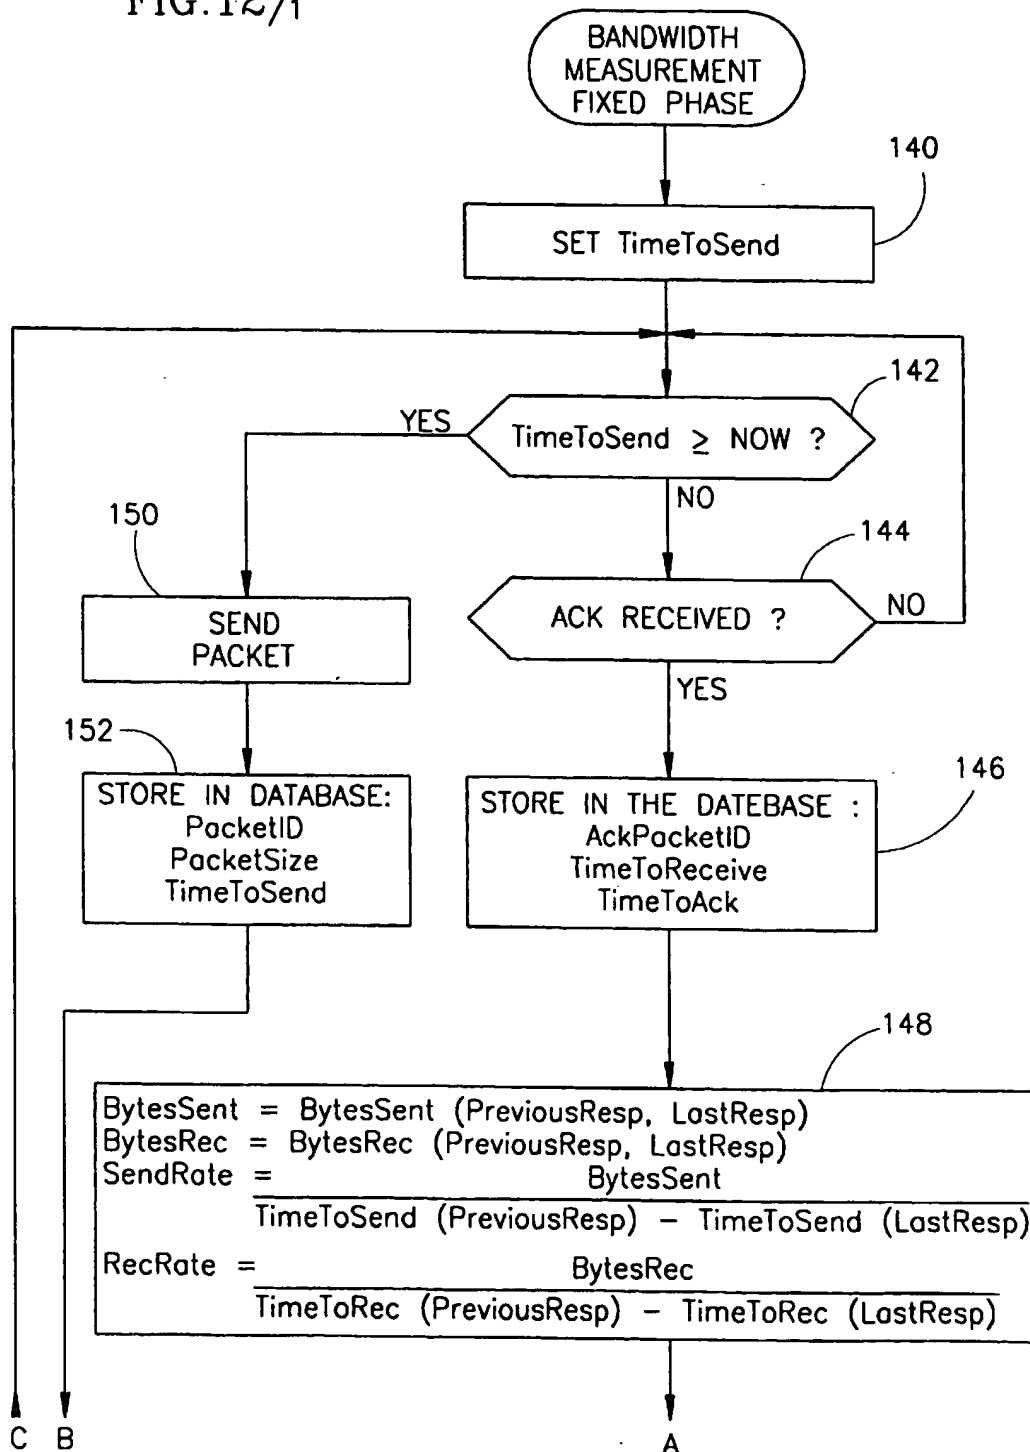 FIG.12/1
BANDWIDTH
MEASUREMENT
FIXED PHASE
140
SET TimeToSend
142
YES
TimeToSend ≥ NOW ?
NO
150
144
SEND
PACKET
ACK RECEIVED ?
NO
YES
152
146
STORE IN DATABASE:
PacketID
PacketSize
TimeToSend
STORE IN THE DATEBASE :
AckPacketID
TimeToReceive
TimeToAck
148
BytesSent = BytesSent (PreviousResp, LastResp)
BytesRec = BytesRec (PreviousResp, LastResp)
SendRate = BytesSent
TimeToSend (PreviousResp) – TimeToSend (LastResp)
RecRate = BytesRec
TimeToRec (PreviousResp) – TimeToRec (LastResp)
C B A